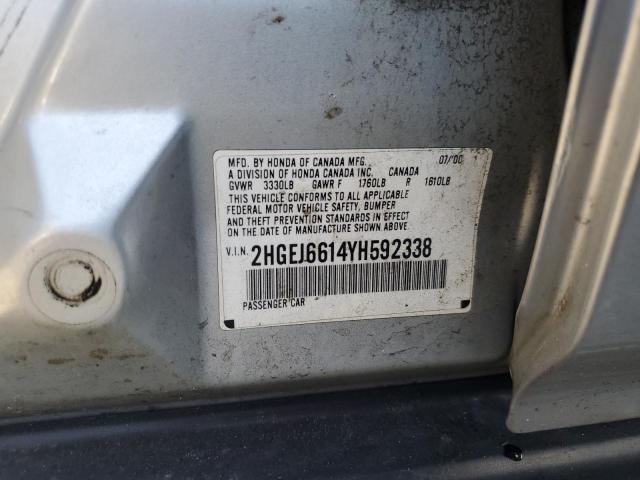 MFD. BY HONDA OF CANADA MFG. 07/00
A DIVISION OF HONDA CANADA INC. CANADA
GVWR 3330LB GAWR F 1760LB R 1610LB
THIS VEHICLE CONFORMS TO ALL APPLICABLE
FEDERAL MOTOR VEHICLE SAFETY, BUMPER
AND THEFT PREVENTION STANDARDS IN EFFECT
ON THE DATE OF MANUFACTURE SHOWN ABOVE.
V.I.N. 2HGEJ6614YH592338
PASSENGER CAR